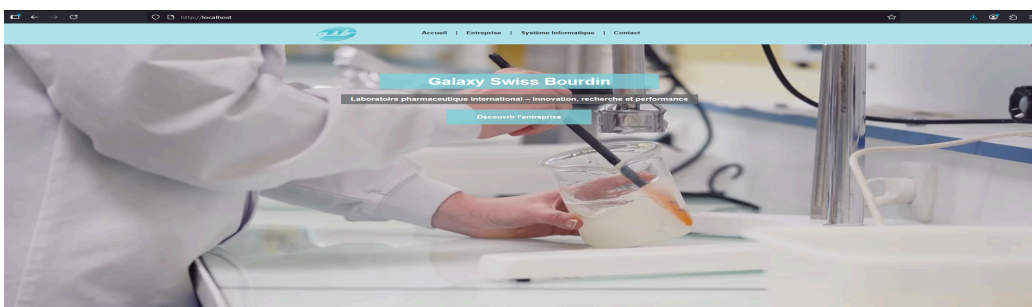 http://localhost
gsb
Accueil | Entreprise | Système Informatique | Contact
Galaxy Swiss Bourdin
Laboratoire pharmaceutique international – Innovation, recherche et performance
Découvrir l'entreprise